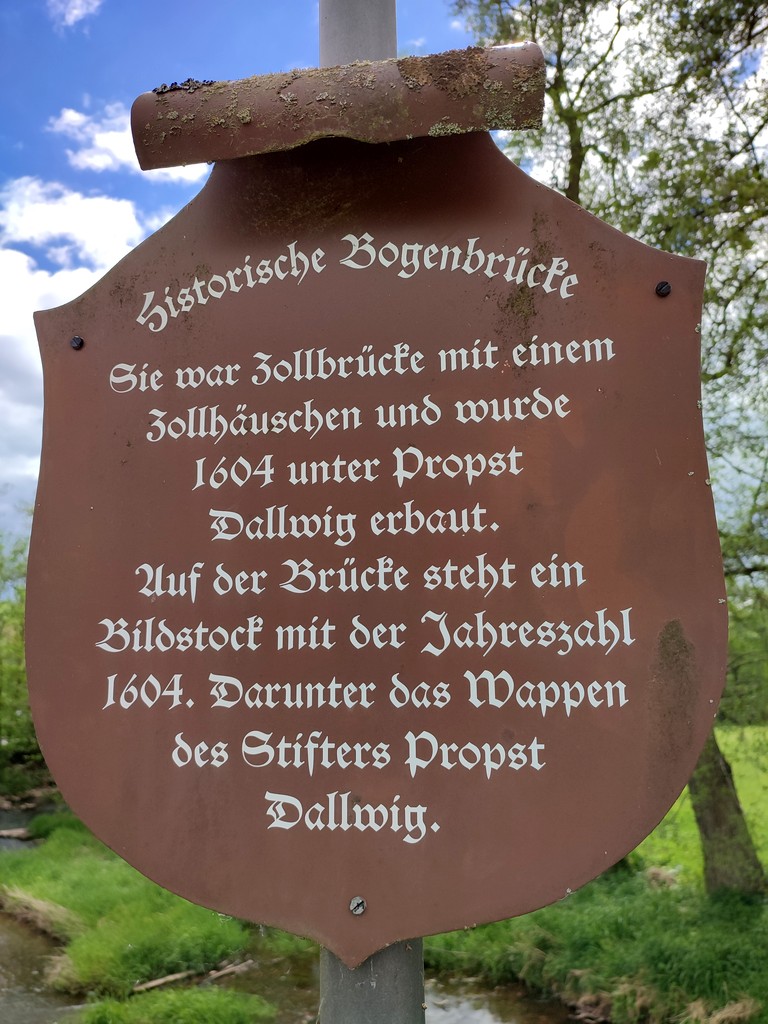 Historische Bogenbrücke
Sie war Zollbrücke mit einem
Zollhäuschen und wurde
1604 unter Propst
Dallwig erbaut.
Auf der Brücke steht ein
Bildstock mit der Jahreszahl
1604. Darunter das Wappen
des Stifters Propst
Dallwig.